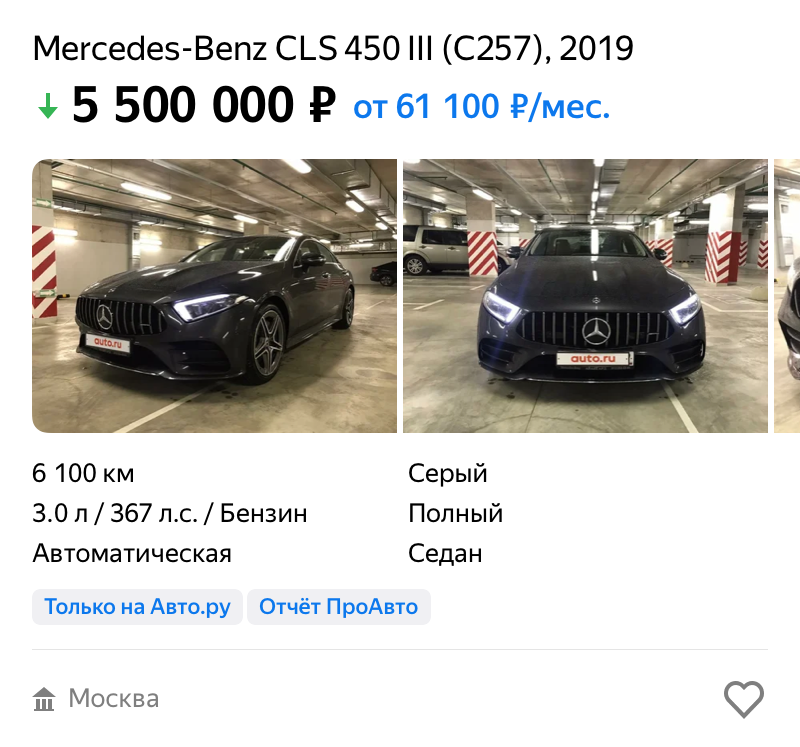 Mercedes-Benz CLS 450 III (C257), 2019
↓ 5 500 000 ₽ от 61 100 ₽/мес.
auto.ru
auto.ru
6 100 км
Серый
3.0 л / 367 л.с. / Бензин
Полный
Автоматическая
Седан
Только на Авто.ру
Отчёт ПроАвто
Москва